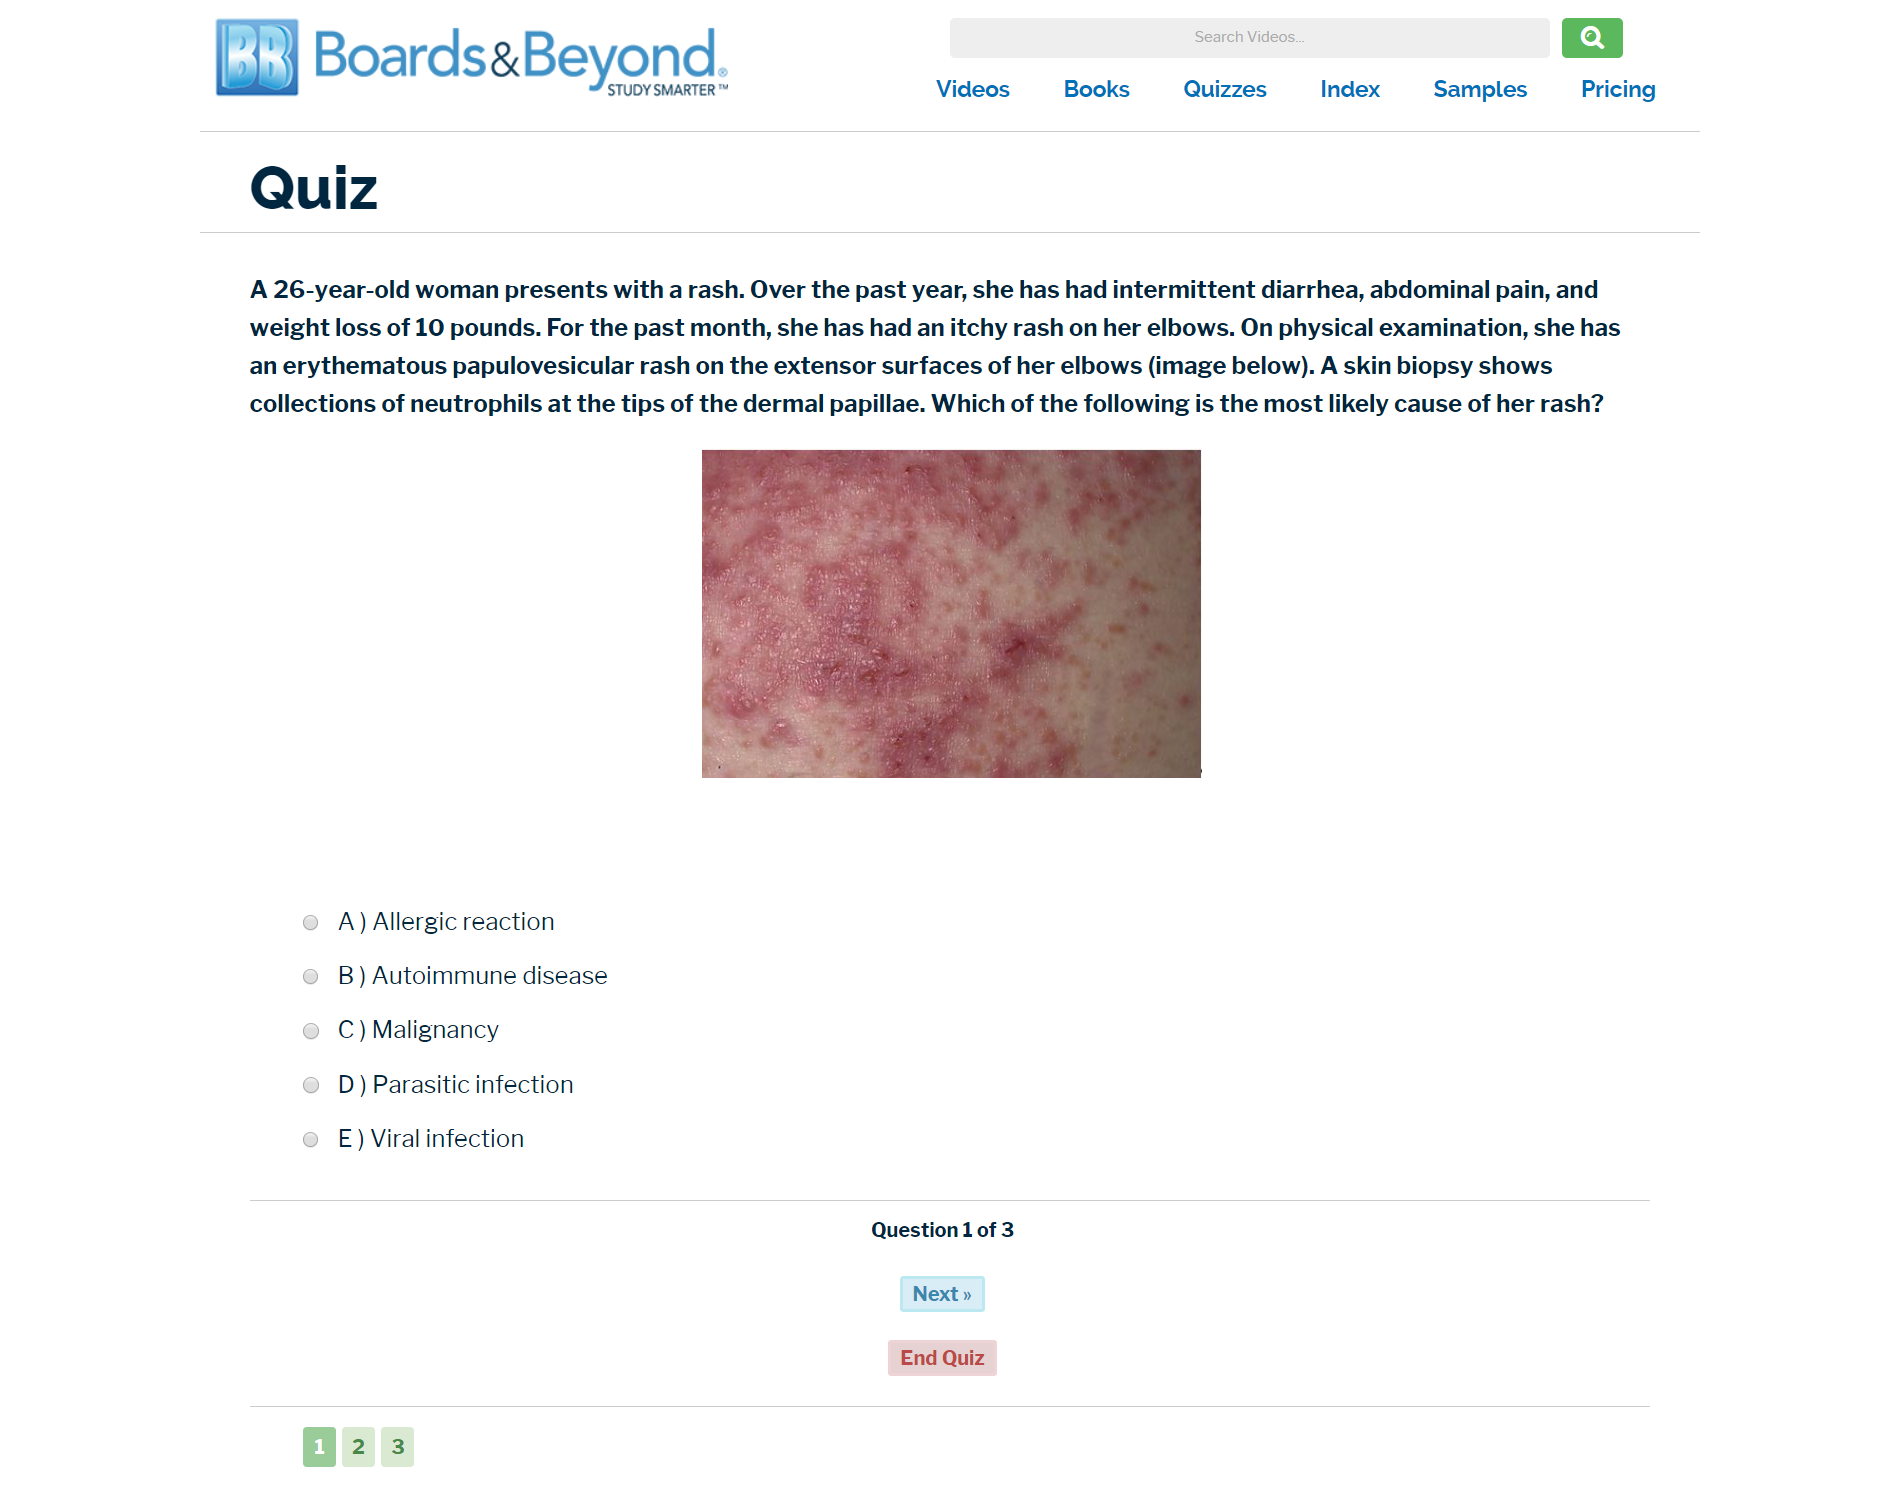 BB Boards&Beyond®
STUDY SMARTER™
Search Videos...
Videos Books Quizzes Index Samples Pricing
Quiz
A 26-year-old woman presents with a rash. Over the past year, she has had intermittent diarrhea, abdominal pain, and
weight loss of 10 pounds. For the past month, she has had an itchy rash on her elbows. On physical examination, she has
an erythematous papulovesicular rash on the extensor surfaces of her elbows (image below). A skin biopsy shows
collections of neutrophils at the tips of the dermal papillae. Which of the following is the most likely cause of her rash?
A ) Allergic reaction
B ) Autoimmune disease
C ) Malignancy
D ) Parasitic infection
E ) Viral infection
Question 1 of 3
Next »
End Quiz
1 2 3